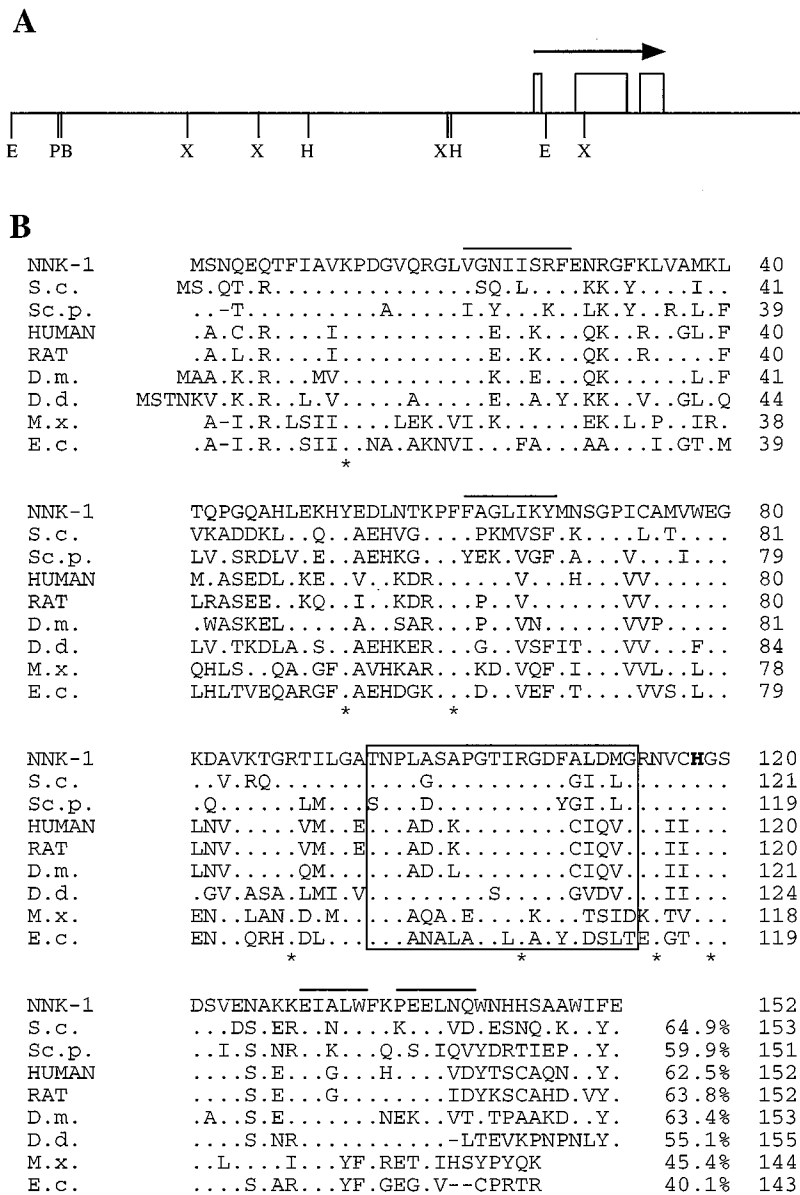 A
E PB X X H XH E X
B
NNK-1 MSNQEQTFIAVKPDGVQRGLVGNIISRFENRGFKLVAMKL 40
S.c. MS.QT.R...............SQ.L....KK.Y....I.. 41
Sc.p. ..-T..........A.....I.Y...K..LK.Y..R.L.F 39
HUMAN .A.C.R....I...........E..K...QK..R..GL.F 40
RAT .A.L.R....I...........E..K...QK..R.....F 40
D.m. MAA.K.R...MV...........K..E...QK......L.F 41
D.d. MSTNKV.K.R..L.V.....A.....E..A.Y.KK..V..GL.Q 44
M.x. A-I.R.LSII....LEK.VI.K......EK.L.P..IR. 38
E.c. .A-I.R..SII..NA.AKNVI...FA...AA..I..GT.M 39
*
NNK-1 TQPGQAHLEKHYEDLNTKPFFAGLIKYMNSGPICAMVWEG 80
S.c. VKADDKL..Q..AEHVG....PKMVSF.K....L.T.... 81
Sc.p. LV.SRDLV.E..AEHKG...YEK.VGF.A...V...I... 79
HUMAN M.ASEDL.KE..V..KDR......V...H...VV...... 80
RAT LRASEE..KQ..I..KDR...P..V.......VV...... 80
D.m. .WASKEL.....A..SAR...P..VN......VVP..... 81
D.d. LV.TKDLA.S..AEHKER...G..VSFIT...VV...F.. 84
M.x. QHLS..QA.GF.AVHKAR...KD.VQF.I...VVL..L.. 78
E.c. LHLTVEQARGF.AEHDGK...D..VEF.T...VVS.L.. 79
* *
NNK-1 KDAVKTGRTILGATNPLASAPGTIRGDFALDMGRNVCHGS 120
S.c. ..V.RQ...........G..........GI.L........ 121
Sc.p. .Q......LM...S...D.........YGI.L........ 119
HUMAN LNV.....VM..E...AD.K........CIQV...II... 120
RAT LNV.....VM..E...AD.K........CIQV...II... 120
D.m. LNV.....QM......AD.L........CIQV...II... 121
D.d. .GV.ASA.LMI.V.........S.....GVDV...II... 124
M.x. EN..LAN.D.M.....AQA.E....K...TSIDK.TV... 118
E.c. EN..QRH.DL......ANALA..L.A.Y.DSLTE.GT... 119
* * * *
NNK-1 DSVENAKKEIALWFKPEELNQWNHHSAAWIFE 152
S.c. ...DS.ER..N....K...VD.ESNQ.K..Y. 64.9% 153
Sc.p. ..I.S.NR..K...Q.S.IQVYDRTIEP..Y. 59.9% 151
HUMAN ....S.E...G...H....VDYTSCAQN..Y. 62.5% 152
RAT ....S.E...G........IDYKSCAHD.VY. 63.8% 152
D.m. .A..S.E.......NEK..VT.TPAAKD..Y. 63.4% 153
D.d. ....S.NR...........-LTEVKPNPNLY. 55.1% 155
M.x. ..L....I...YF.RET.IHSYPYQK 45.4% 144
E.c. ....S.AR...YF.GEG.V--CPRTR 40.1% 143